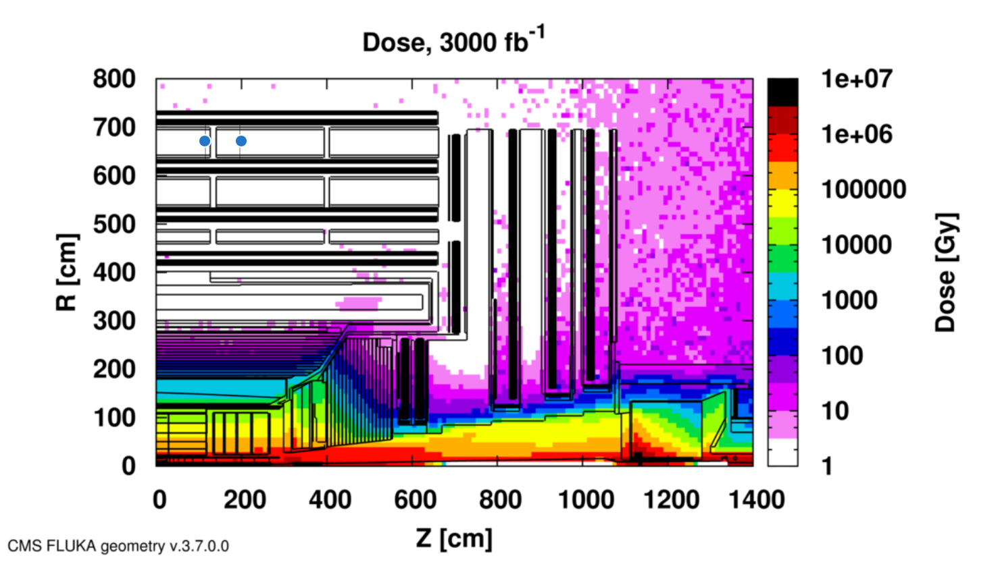 Dose, 3000 fb-1
800
700
600
500
400
300
200
100
0
R [cm]
0 200 400 600 800 1000 1200 1400
Z [cm]
1e+07
1e+06
100000
10000
1000
100
10
1
Dose [Gy]
CMS FLUKA geometry v.3.7.0.0